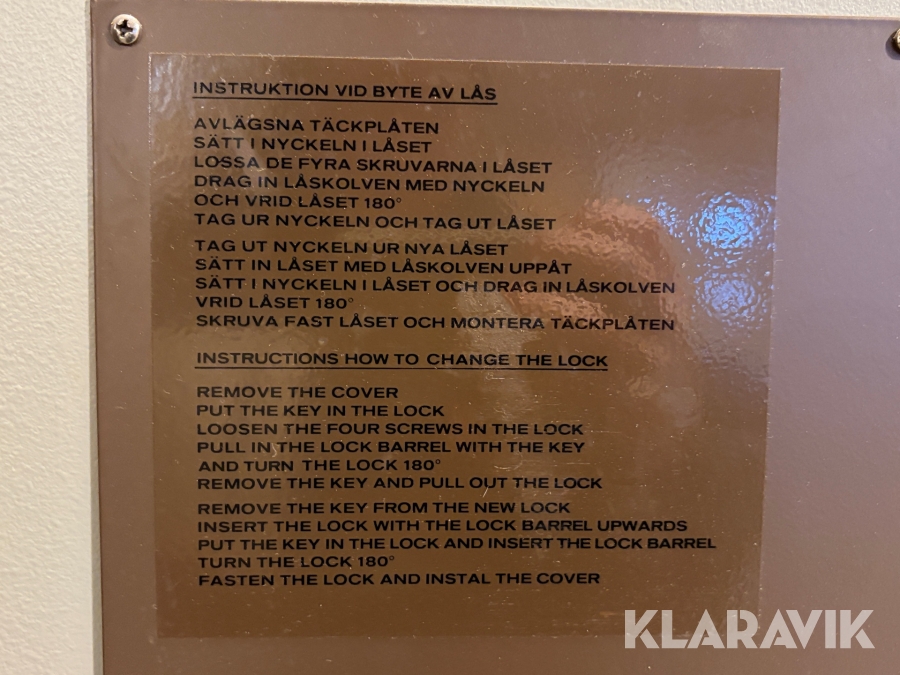 INSTRUKTION VID BYTE AV LÅS
AVLÄGSNA TÄCKPLÅTEN
SÄTT I NYCKELN I LÅSET
LOSSA DE FYRA SKRUVARNA I LÅSET
DRAG IN LÅSKOLVEN MED NYCKELN
OCH VRID LÅSET 180°
TAG UR NYCKELN OCH TAG UT LÅSET
TAG UT NYCKELN UR NYA LÅSET
SÄTT IN LÅSET MED LÅSKOLVEN UPPÅT
SÄTT I NYCKELN I LÅSET OCH DRAG IN LÅSKOLVEN
VRID LÅSET 180°
SKRUVA FAST LÅSET OCH MONTERA TÄCKPLÅTEN
INSTRUCTIONS HOW TO CHANGE THE LOCK
REMOVE THE COVER
PUT THE KEY IN THE LOCK
LOOSEN THE FOUR SCREWS IN THE LOCK
PULL IN THE LOCK BARREL WITH THE KEY
AND TURN THE LOCK 180°
REMOVE THE KEY AND PULL OUT THE LOCK
REMOVE THE KEY FROM THE NEW LOCK
INSERT THE LOCK WITH THE LOCK BARREL UPWARDS
PUT THE KEY IN THE LOCK AND INSERT THE LOCK BARREL
TURN THE LOCK 180°
FASTEN THE LOCK AND INSTAL THE COVER
KLARAVIK